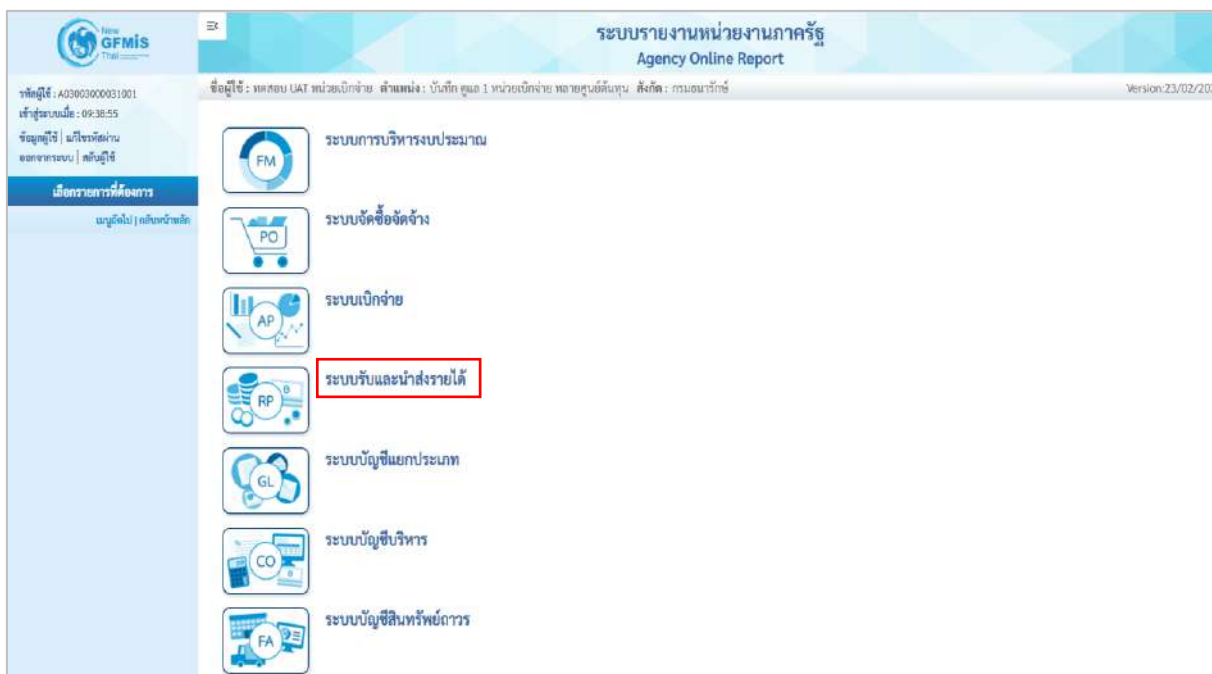 New
GFMIS
Thai
ระบบรายงานหน่วยงานภาครัฐ
Agency Online Report
รหัสผู้ใช้ : A03003000031001
เข้าสู่ระบบเมื่อ : 09:38:55
ข้อมูลผู้ใช้ | แก้ไขรหัสผ่าน
ออกจากระบบ | สลับผู้ใช้
เลือกรายการที่ต้องการ
เมนูถัดไป | กลับหน้าหลัก
ชื่อผู้ใช้ : ทดสอบ UAT หน่วยเบิกจ่าย ตำแหน่ง : บันทึก ดูแล 1 หน่วยเบิกจ่าย หลายศูนย์ต้นทุน สังกัด : กรมธนารักษ์
Version:23/02/20
FM
ระบบการบริหารงบประมาณ
PO
ระบบจัดซื้อจัดจ้าง
AP
ระบบเบิกจ่าย
RP
ระบบรับและนำส่งรายได้
GL
ระบบบัญชีแยกประเภท
CO
ระบบบัญชีบริหาร
FA
ระบบบัญชีสินทรัพย์ถาวร